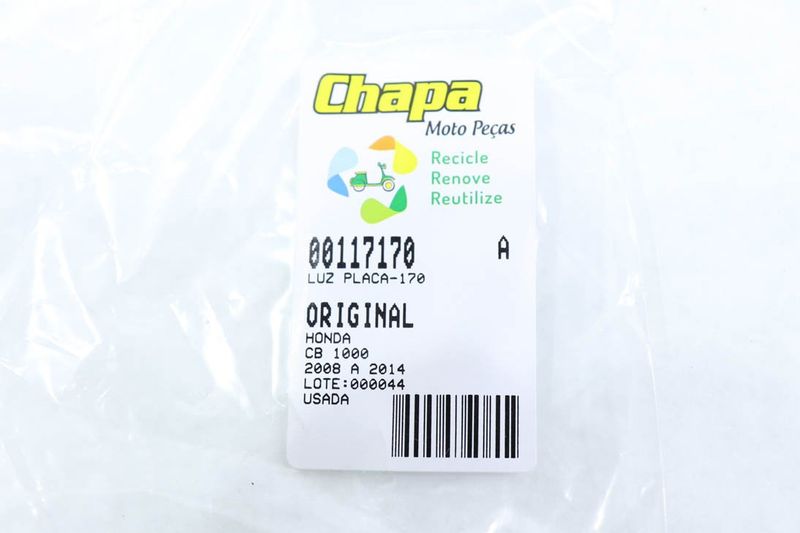 Chapa
Moto Peças
Recicle
Renove
Reutilize
00117170 A
LUZ PLACA-170
ORIGINAL
HONDA
CB 1000
2008 A 2014
LOTE:000044
USADA